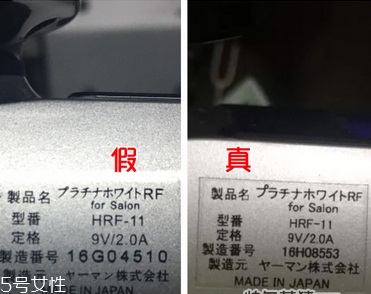 假
製品名 プラチナホワイトRF
for Salon
型番 HRF-11
定格 9V/2.0A
製造番号 16G04510
製造元 ヤーマン株式会社
MADE IN JAPAN
5号女性
真
製品名 プラチナホワイトRF
for Salon
型番 HRF-11
定格 9V/2.0A
製造番号 16H08553
製造元 ヤーマン株式会社
MADE IN JAPAN